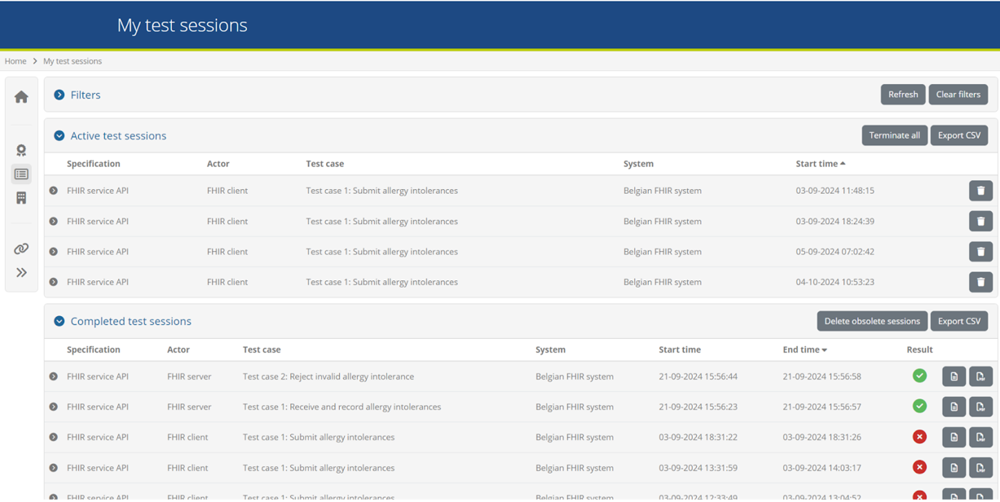 My test sessions
Home > My test sessions
Filters Refresh Clear filters
Active test sessions Terminate all Export CSV
Specification Actor Test case System Start time
FHIR service API FHIR client Test case 1: Submit allergy intolerances Belgian FHIR system 03-09-2024 11:48:15
FHIR service API FHIR client Test case 1: Submit allergy intolerances Belgian FHIR system 03-09-2024 18:24:39
FHIR service API FHIR client Test case 1: Submit allergy intolerances Belgian FHIR system 05-09-2024 07:02:42
FHIR service API FHIR client Test case 1: Submit allergy intolerances Belgian FHIR system 04-10-2024 10:53:23
Completed test sessions Delete obsolete sessions Export CSV
Specification Actor Test case System Start time End time Result
FHIR service API FHIR server Test case 2: Reject invalid allergy intolerance Belgian FHIR system 21-09-2024 15:56:44 21-09-2024 15:56:58
FHIR service API FHIR server Test case 1: Receive and record allergy intolerances Belgian FHIR system 21-09-2024 15:56:23 21-09-2024 15:56:57
FHIR service API FHIR client Test case 1: Submit allergy intolerances Belgian FHIR system 03-09-2024 18:31:22 03-09-2024 18:31:26
FHIR service API FHIR client Test case 1: Submit allergy intolerances Belgian FHIR system 03-09-2024 13:31:59 03-09-2024 14:03:17
FHIR service API FHIR client Test case 1: Submit allergy intolerances Belgian FHIR system 03-09-2024 12:33:49 03-09-2024 13:04:52